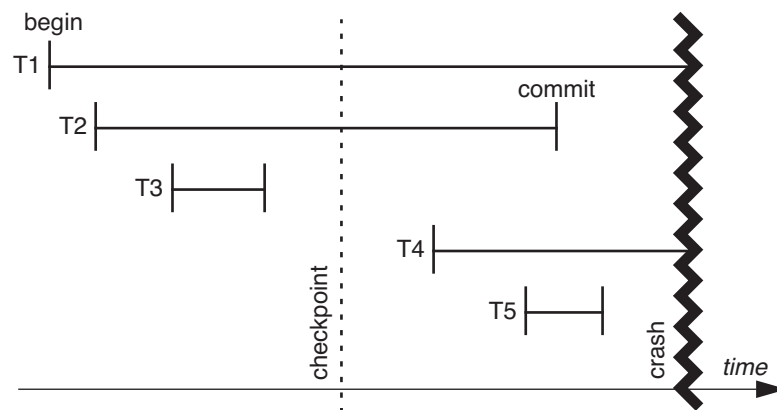 begin
T1
commit
T2
T3
T4
T5
checkpoint
crash
time